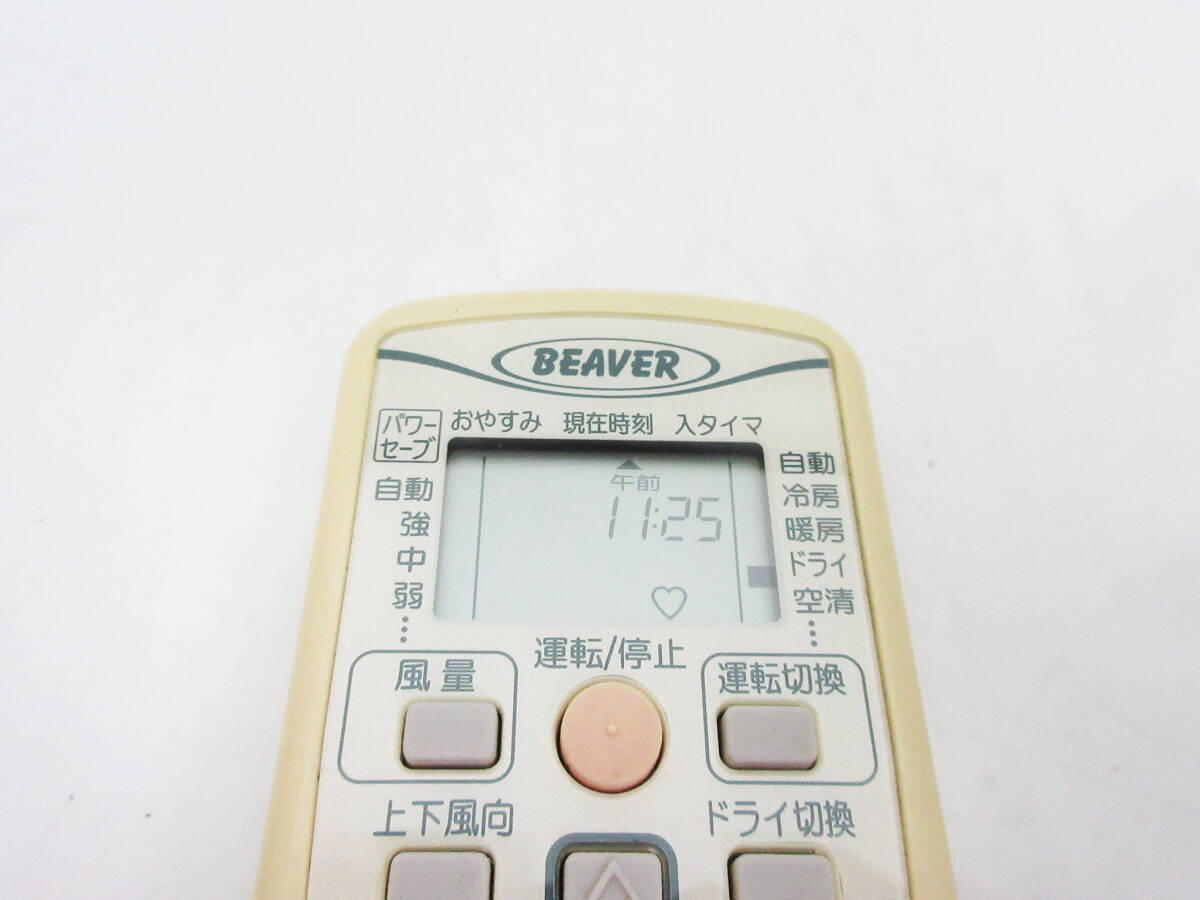 BEAVER
パワー
セーブ
おやすみ 現在時刻 入タイマ
自動
強
中
弱
午前
11:25
自動
冷房
暖房
ドライ
空清
運転/停止
風量
運転切換
上下風向
ドライ切換